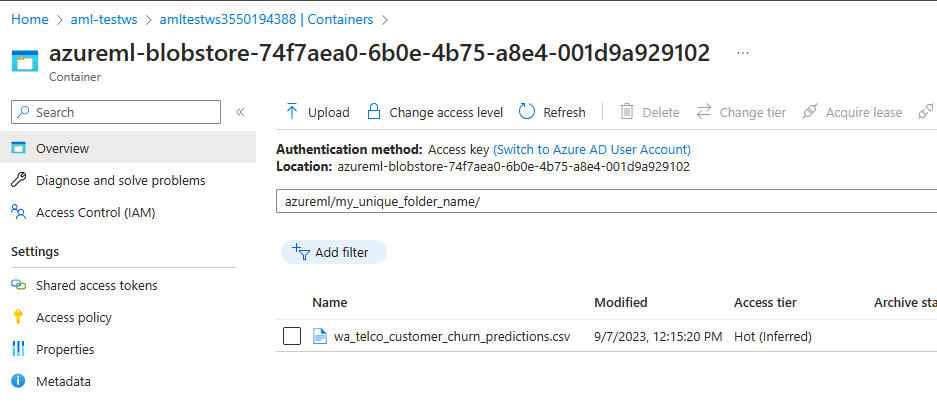 Home > aml-testws > amltestws3550194388 | Containers >
azureml-blobstore-74f7aea0-6b0e-4b75-a8e4-001d9a929102 ...
Container
Search
«
Upload Change access level Refresh Delete Change tier Acquire lease
Overview
Diagnose and solve problems
Access Control (IAM)
Settings
Shared access tokens
Access policy
Properties
Metadata
Authentication method: Access key (Switch to Azure AD User Account)
Location: azureml-blobstore-74f7aea0-6b0e-4b75-a8e4-001d9a929102
azureml/my_unique_folder_name/
Add filter
Name Modified Access tier Archive sta
wa_telco_customer_churn_predictions.csv 9/7/2023, 12:15:20 PM Hot (Inferred)